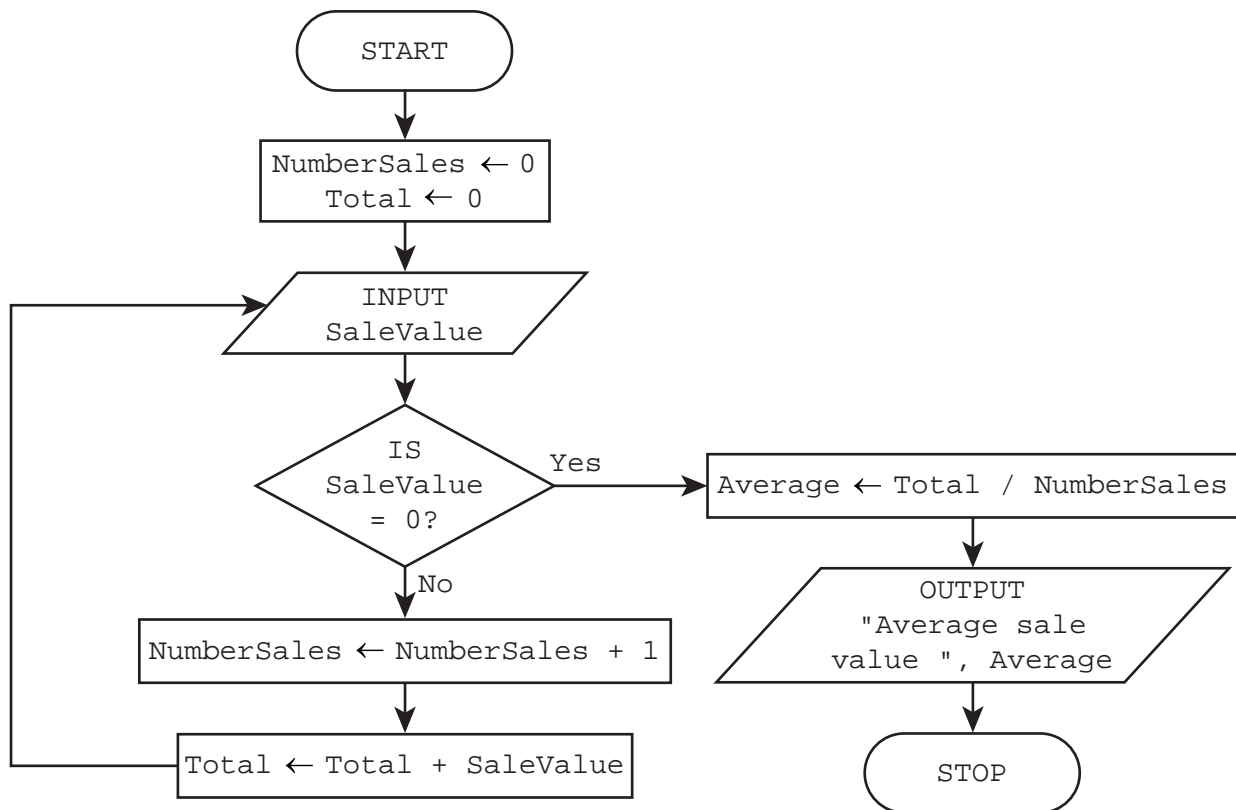 START
NumberSales ← 0
Total ← 0
INPUT
SaleValue
IS
SaleValue
= 0?
Yes
No
NumberSales ← NumberSales + 1
Total ← Total + SaleValue
Average ← Total / NumberSales
OUTPUT
"Average sale
value ", Average
STOP